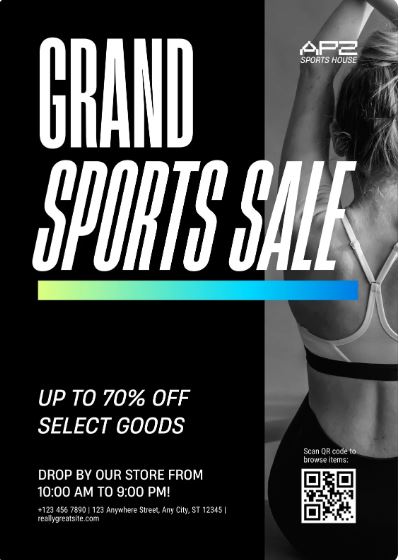 APZ
SPORTS HOUSE
GRAND
SPORTS SALE
UP TO 70% OFF
SELECT GOODS
DROP BY OUR STORE FROM
10:00 AM TO 9:00 PM!
+123 456 7890 | 123 Anywhere Street, Any City, ST 12345 |
reallygreatsite.com
Scan QR code to
browse items: